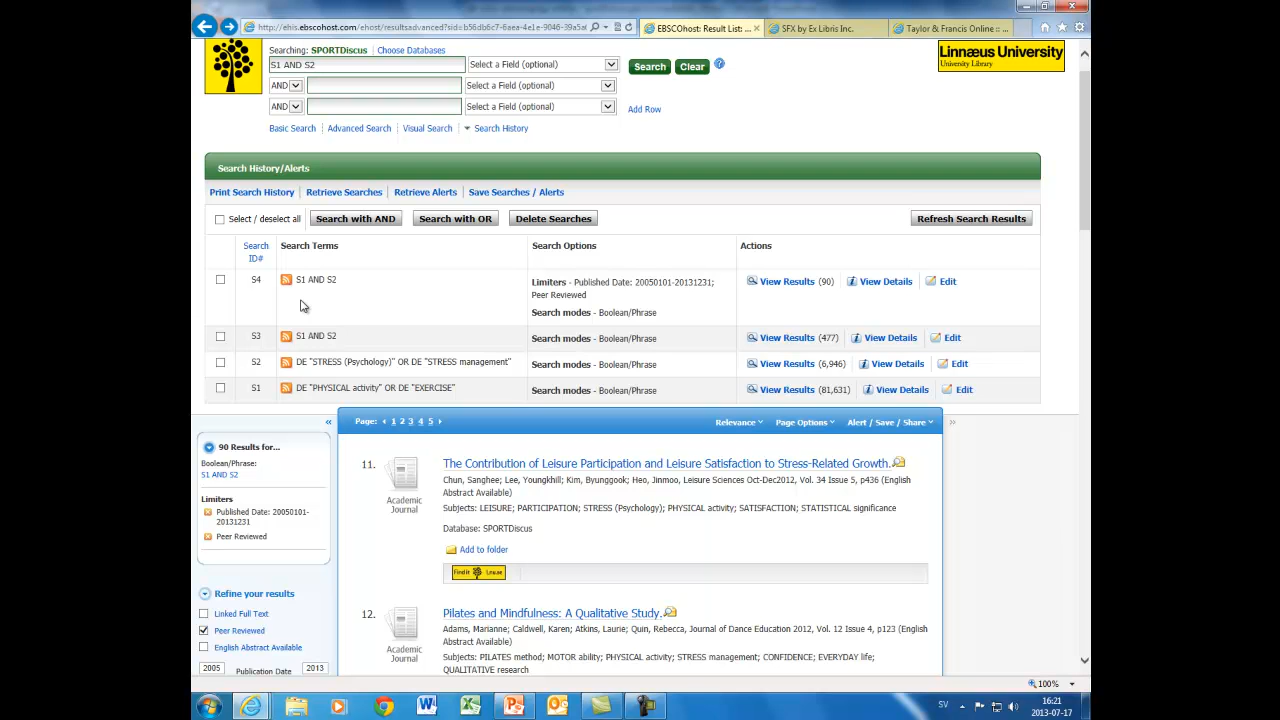 http://ehis.ebscohost.com/ehost/resultsadvanced?sid=b56db6c7-8aea-4e1e-9046-39a5a
EBSCOhost: Result List: ...
SFX by Ex Libris Inc.
Taylor & Francis Online :: ...
Searching: SPORTDiscus Choose Databases
S1 AND S2 Select a Field (optional) Search Clear
AND Select a Field (optional)
AND Select a Field (optional) Add Row
Basic Search Advanced Search Visual Search Search History
Linnæus University
University Library
Search History/Alerts
Print Search History Retrieve Searches Retrieve Alerts Save Searches / Alerts
Select / deselect all Search with AND Search with OR Delete Searches Refresh Search Results
Search ID# Search Terms Search Options Actions
S4 S1 AND S2 Limiters - Published Date: 20050101-20131231; View Results (90) View Details Edit
Peer Reviewed
Search modes - Boolean/Phrase
S3 S1 AND S2 Search modes - Boolean/Phrase View Results (477) View Details Edit
S2 DE "STRESS (Psychology)" OR DE "STRESS management" Search modes - Boolean/Phrase View Results (6,946) View Details Edit
S1 DE "PHYSICAL activity" OR DE "EXERCISE" Search modes - Boolean/Phrase View Results (81,631) View Details Edit
90 Results for...
Boolean/Phrase:
S1 AND S2
Limiters
Published Date: 20050101-
20131231
Peer Reviewed
Refine your results
Linked Full Text
Peer Reviewed
English Abstract Available
2005 Publication Date 2013
Page: 1 2 3 4 5 Relevance Page Options Alert / Save / Share
11. The Contribution of Leisure Participation and Leisure Satisfaction to Stress-Related Growth.
Chun, Sanghee; Lee, Youngkhill; Kim, Byunggook; Heo, Jinmoo, Leisure Sciences Oct-Dec2012, Vol. 34 Issue 5, p436 (English
Abstract Available)
Academic
Journal
Subjects: LEISURE; PARTICIPATION; STRESS (Psychology); PHYSICAL activity; SATISFACTION; STATISTICAL significance
Database: SPORTDiscus
Add to folder
Find it @ Lnu.se
12. Pilates and Mindfulness: A Qualitative Study.
Adams, Marianne; Caldwell, Karen; Atkins, Laurie; Quin, Rebecca, Journal of Dance Education 2012, Vol. 12 Issue 4, p123 (English
Abstract Available)
Academic
Journal
Subjects: PILATES method; MOTOR ability; PHYSICAL activity; STRESS management; CONFIDENCE; EVERYDAY life;
QUALITATIVE research
100%
SV 16:21
2013-07-17